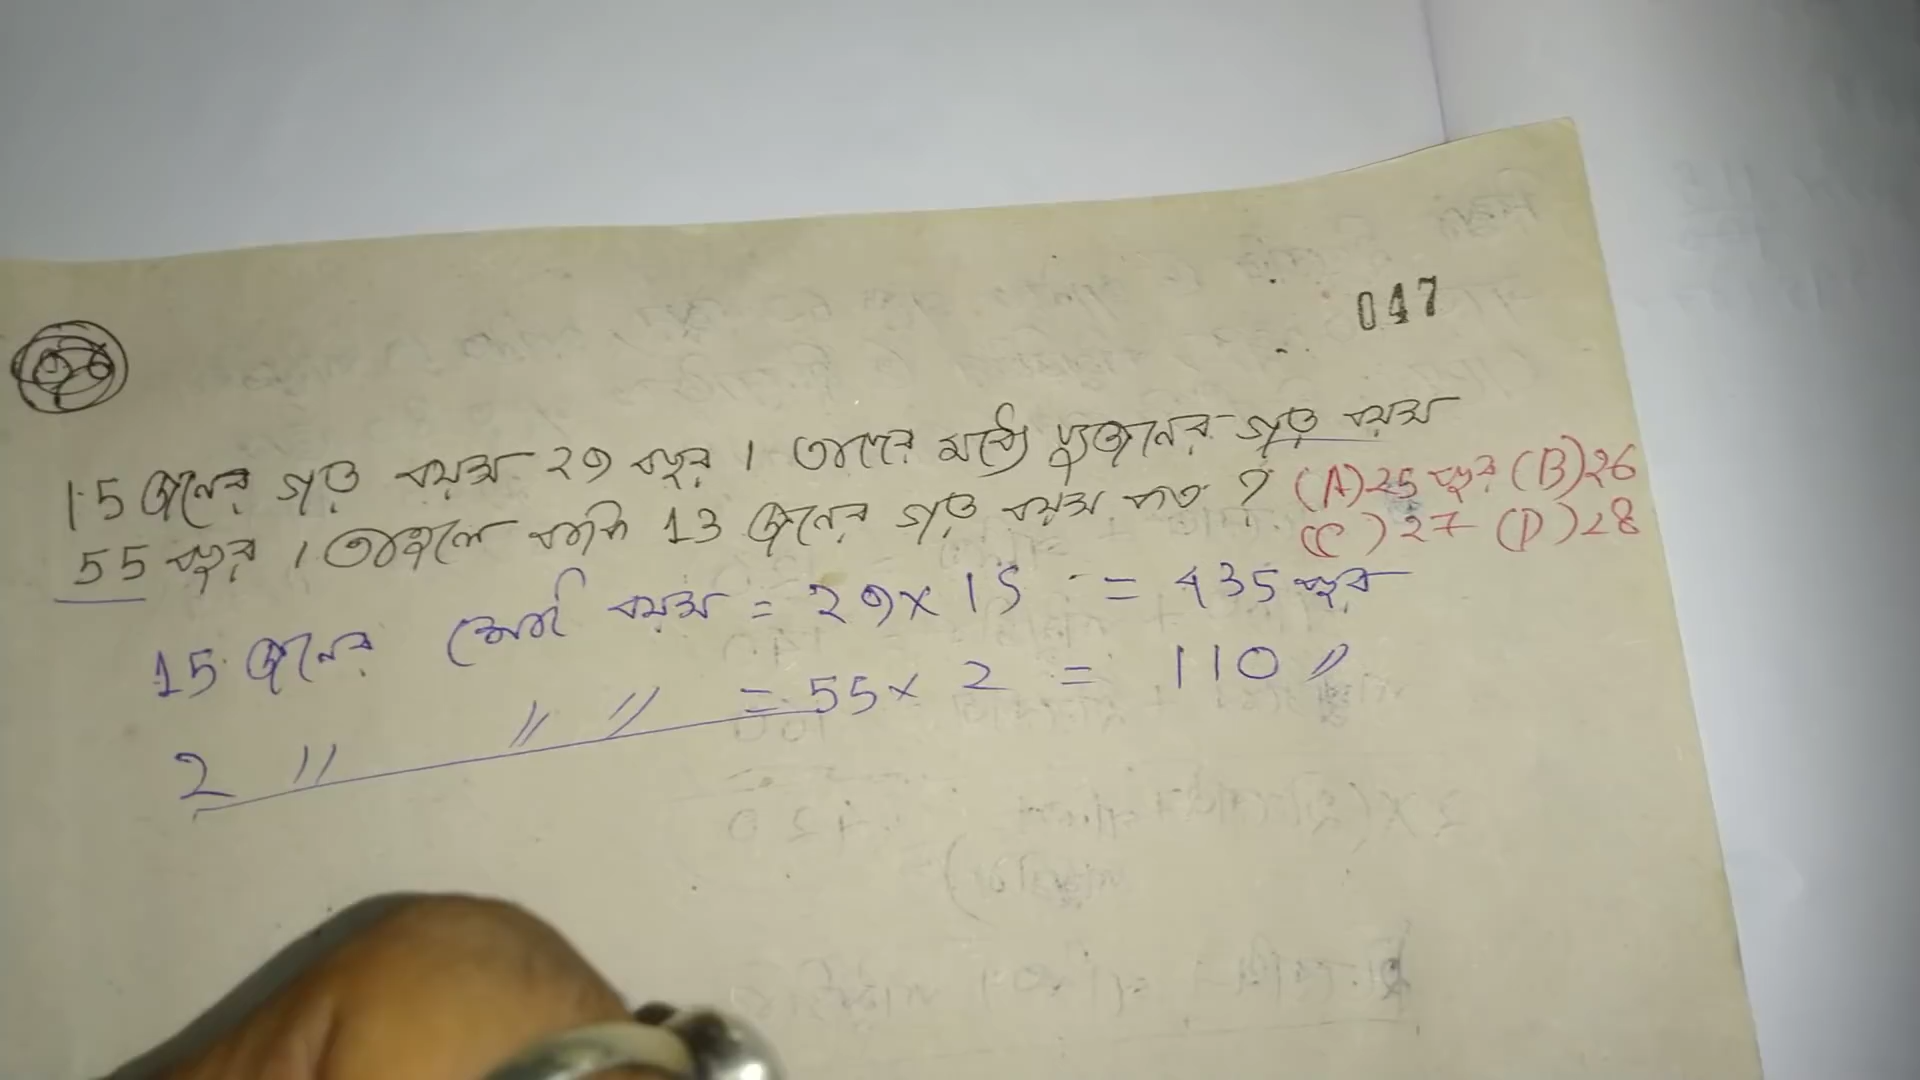 047
15 জনের গড় বয়স 29 বছর । তাদের মধ্যে দুজনের গড় বয়স
55 বছর । তাহলে বাকি 13 জনের গড় বয়স কত ? (A) 25 বছর (B) 26
(C) 27 (D) 28
15 জনের মোট বয়স = 29 × 15 = 435 বছর
2 " " " = 55 × 2 = 110 "